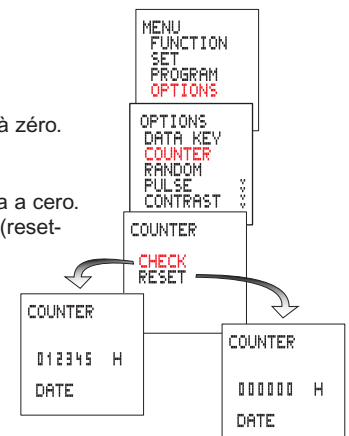 MENU
FUNCTION
SET
PROGRAM
OPTIONS
à zéro.
OPTIONS
DATA KEY
COUNTER
RANDOM
PULSE
CONTRAST
a a cero.
(reset-
COUNTER
CHECK
RESET
COUNTER
012345 H
DATE
COUNTER
000000 H
DATE